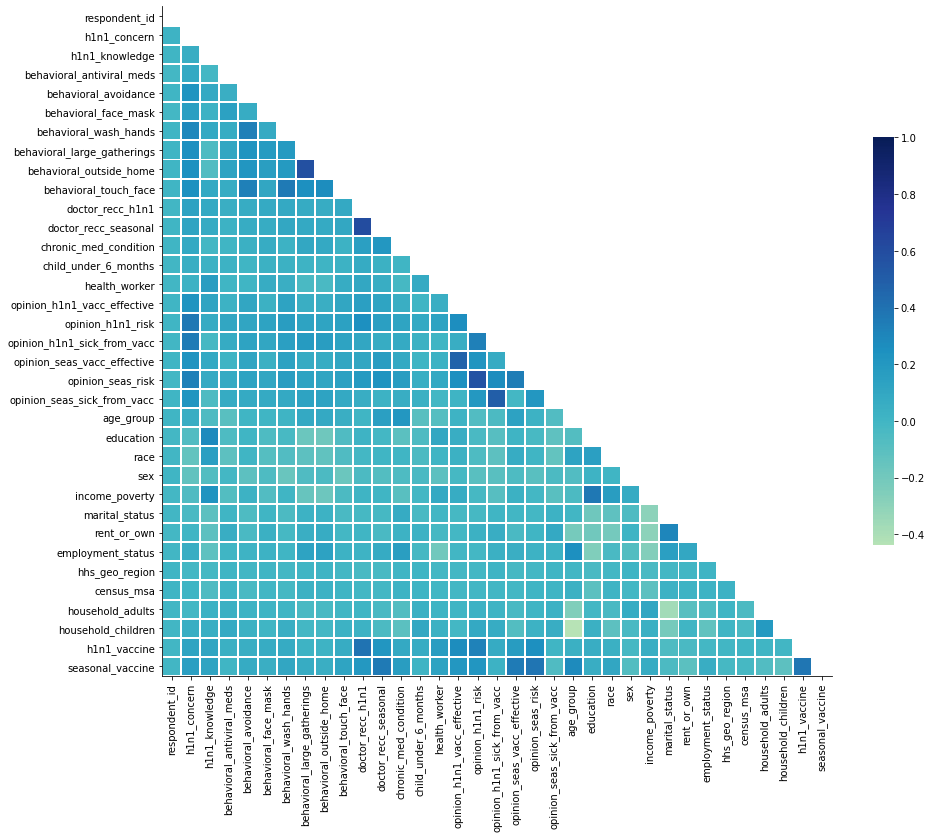 respondent_id
h1n1_concern
h1n1_knowledge
behavioral_antiviral_meds
behavioral_avoidance
behavioral_face_mask
behavioral_wash_hands
behavioral_large_gatherings
behavioral_outside_home
behavioral_touch_face
doctor_recc_h1n1
doctor_recc_seasonal
chronic_med_condition
child_under_6_months
health_worker
opinion_h1n1_vacc_effective
opinion_h1n1_risk
opinion_h1n1_sick_from_vacc
opinion_seas_vacc_effective
opinion_seas_risk
opinion_seas_sick_from_vacc
age_group
education
race
sex
income_poverty
marital_status
rent_or_own
employment_status
hhs_geo_region
census_msa
household_adults
household_children
h1n1_vaccine
seasonal_vaccine
respondent_id
h1n1_concern
h1n1_knowledge
behavioral_antiviral_meds
behavioral_avoidance
behavioral_face_mask
behavioral_wash_hands
behavioral_large_gatherings
behavioral_outside_home
behavioral_touch_face
doctor_recc_h1n1
doctor_recc_seasonal
chronic_med_condition
child_under_6_months
health_worker
opinion_h1n1_vacc_effective
opinion_h1n1_risk
opinion_h1n1_sick_from_vacc
opinion_seas_vacc_effective
opinion_seas_risk
opinion_seas_sick_from_vacc
age_group
education
race
sex
income_poverty
marital_status
rent_or_own
employment_status
hhs_geo_region
census_msa
household_adults
household_children
h1n1_vaccine
seasonal_vaccine
1.0
0.8
0.6
0.4
0.2
0.0
−0.2
−0.4